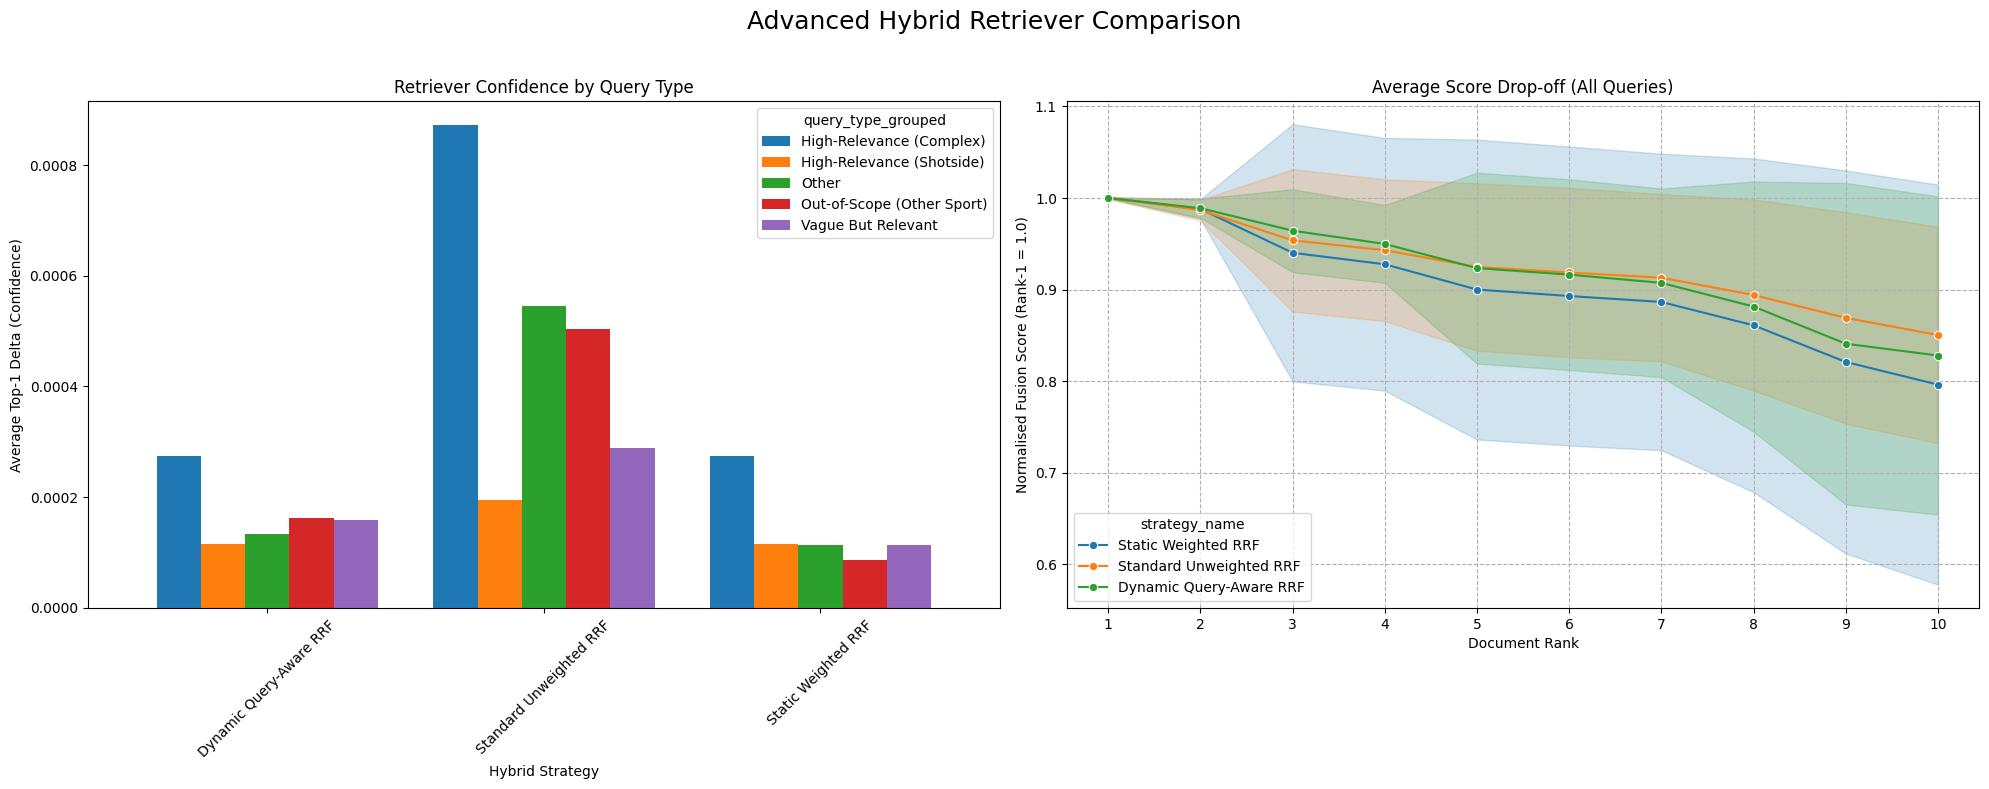 Advanced Hybrid Retriever Comparison
Retriever Confidence by Query Type
Average Top-1 Delta (Confidence)
0.0008
0.0006
0.0004
0.0002
0.0000
query_type_grouped
High-Relevance (Complex)
High-Relevance (Shotside)
Other
Out-of-Scope (Other Sport)
Vague But Relevant
Dynamic Query-Aware RRF
Standard Unweighted RRF
Static Weighted RRF
Hybrid Strategy
Average Score Drop-off (All Queries)
Normalised Fusion Score (Rank-1 = 1.0)
1.1
1.0
0.9
0.8
0.7
0.6
strategy_name
Static Weighted RRF
Standard Unweighted RRF
Dynamic Query-Aware RRF
1 2 3 4 5 6 7 8 9 10
Document Rank